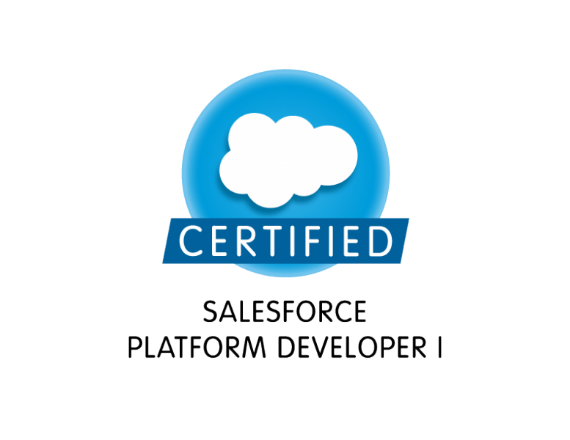 CERTIFIED
SALESFORCE
PLATFORM DEVELOPER I